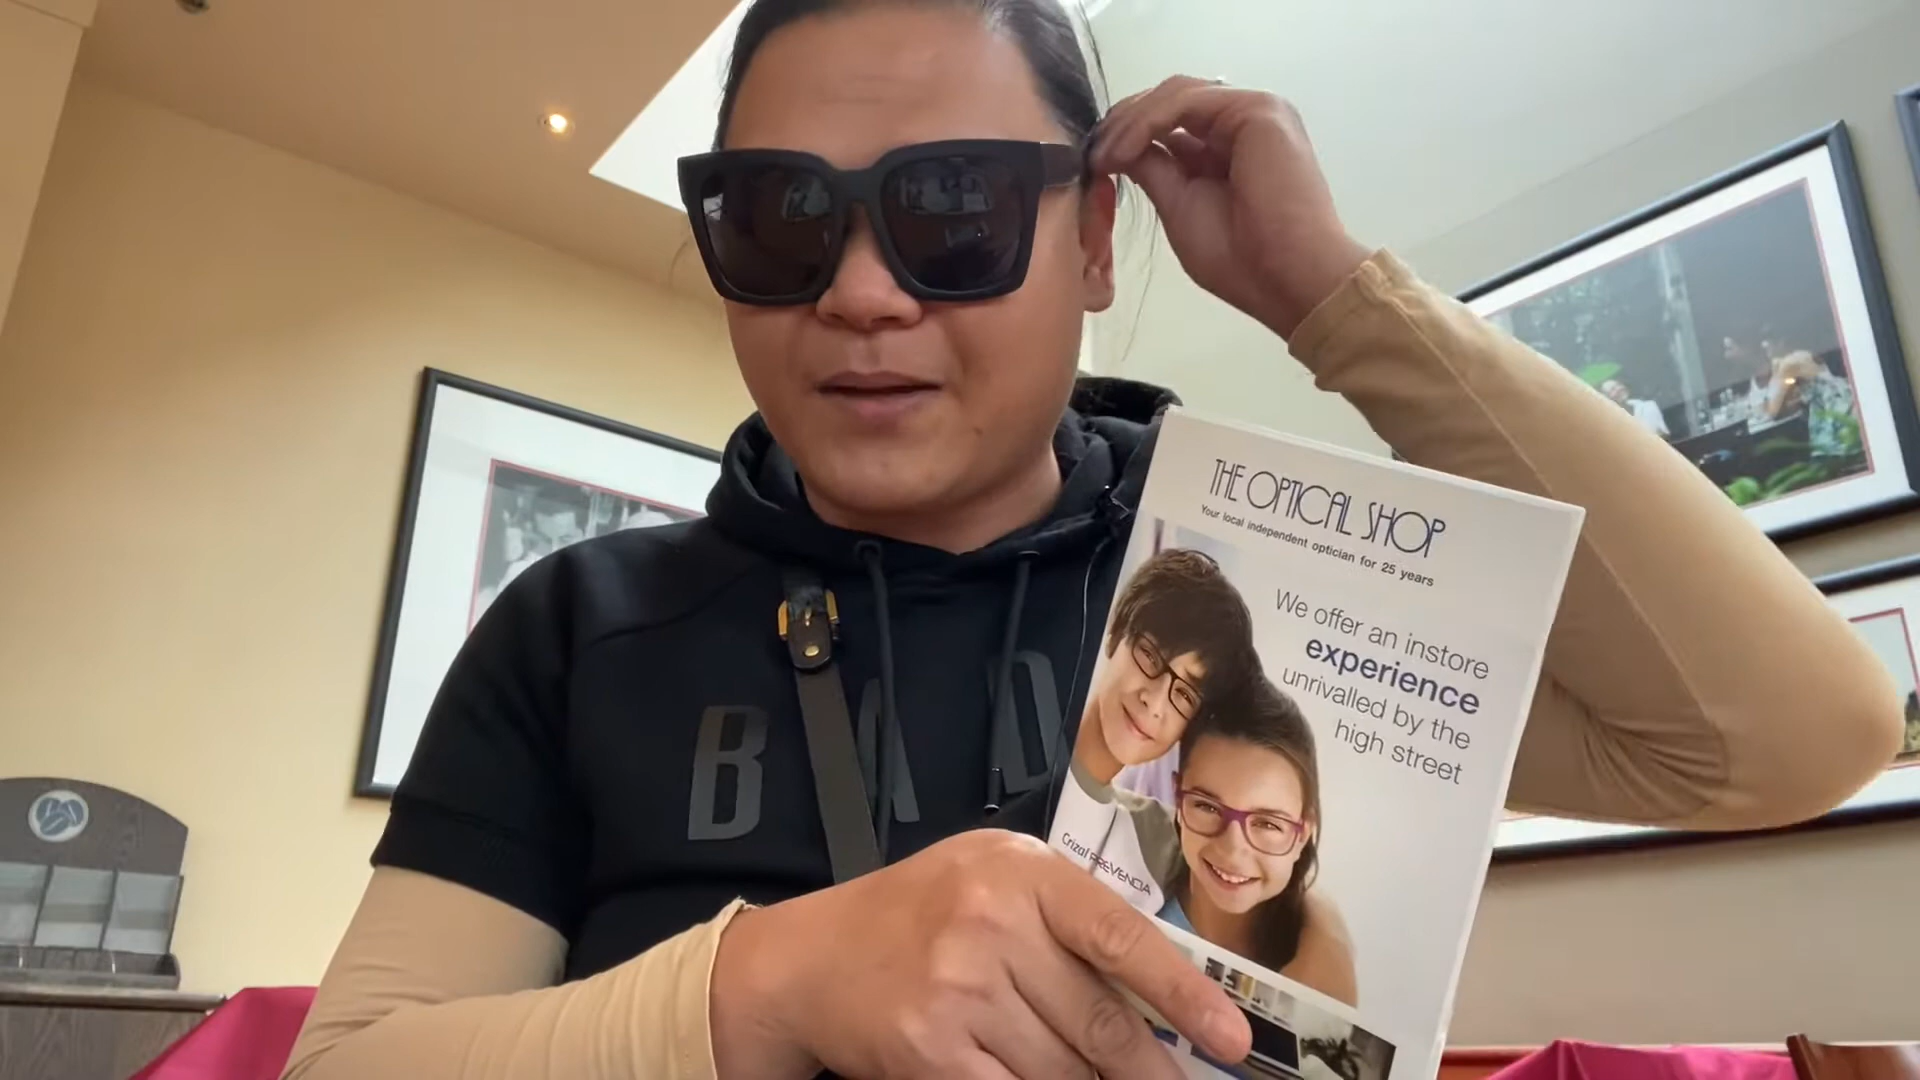 THE OPTICAL SHOP
Your local independent optician for 25 years
We offer an instore
experience
unrivalled by the
high street
Crizal PREVENCIA
BAD